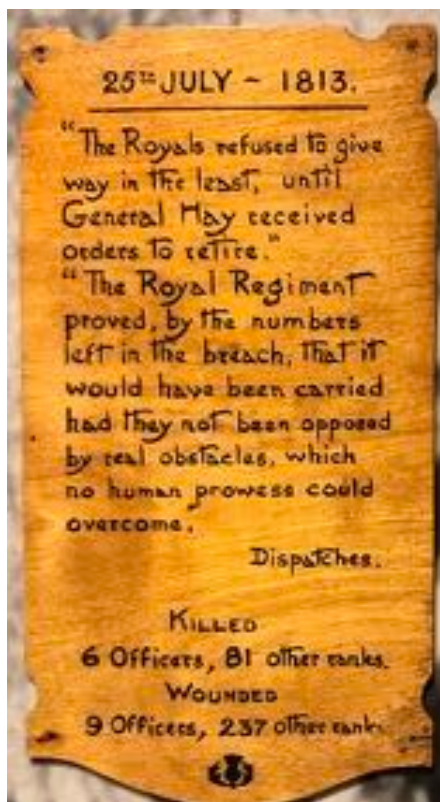 25TH JULY ~ 1813.
"The Royals refused to give
way in the least, until
General Hay received
orders to retire."
"The Royal Regiment
proved, by the numbers
left in the breach, that it
would have been carried
had they not been opposed
by real obstacles, which
no human prowess could
overcome.
Dispatches.
KILLED
6 Officers, 81 other ranks.
WOUNDED
9 Officers, 237 other ranks.